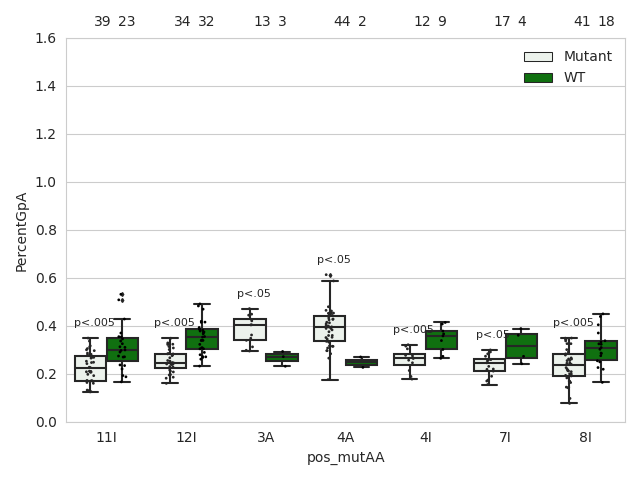 39 23 34 32 13 3 44 2 12 9 17 4 41 18
1.6
Mutant
WT
1.4
1.2
1.0
0.8
0.6
0.4
0.2
0.0
PercentGpA
p<.005
p<.005
p<.05
p<.05
p<.005
p<.05
p<.005
11I 12I 3A 4A 4I 7I 8I
pos_mutAA